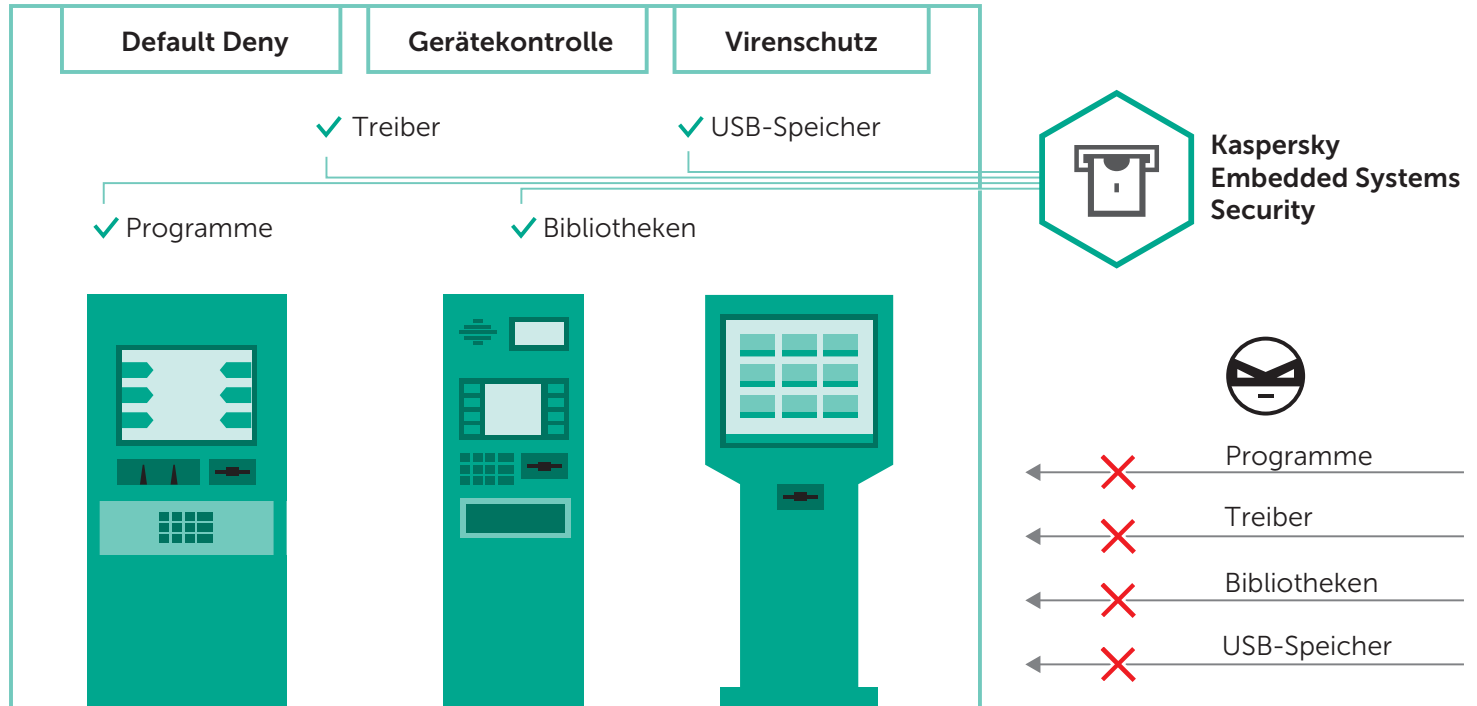 Default Deny
Gerätekontrolle
Virenschutz
Treiber
USB-Speicher
Programme
Bibliotheken
Kaspersky
Embedded Systems
Security
Programme
Treiber
Bibliotheken
USB-Speicher